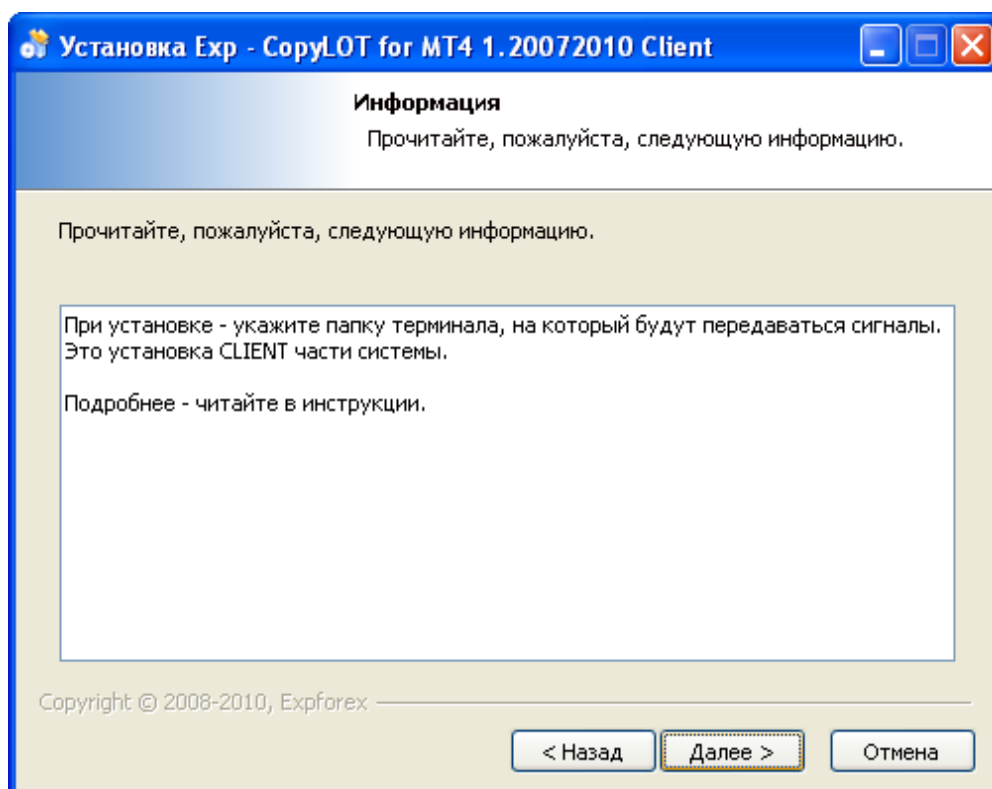 Установка Exp - CopyLOT for MT4 1.20072010 Client
Информация
Прочитайте, пожалуйста, следующую информацию.
Прочитайте, пожалуйста, следующую информацию.
При установке - укажите папку терминала, на который будут передаваться сигналы.
Это установка CLIENT части системы.
Подробнее - читайте в инструкции.
Copyright © 2008-2010, Expforex
< Назад
Далее >
Отмена